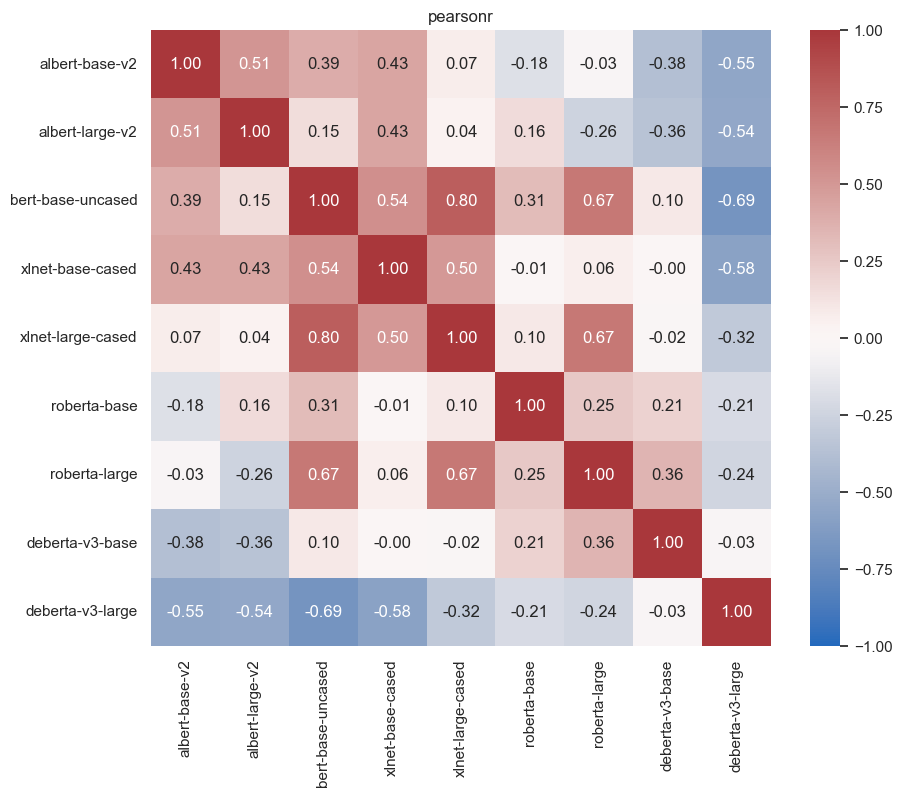 pearsonr
albert-base-v2 1.00 0.51 0.39 0.43 0.07 -0.18 -0.03 -0.38 -0.55
albert-large-v2 0.51 1.00 0.15 0.43 0.04 0.16 -0.26 -0.36 -0.54
bert-base-uncased 0.39 0.15 1.00 0.54 0.80 0.31 0.67 0.10 -0.69
xlnet-base-cased 0.43 0.43 0.54 1.00 0.50 -0.01 0.06 -0.00 -0.58
xlnet-large-cased 0.07 0.04 0.80 0.50 1.00 0.10 0.67 -0.02 -0.32
roberta-base -0.18 0.16 0.31 -0.01 0.10 1.00 0.25 0.21 -0.21
roberta-large -0.03 -0.26 0.67 0.06 0.67 0.25 1.00 0.36 -0.24
deberta-v3-base -0.38 -0.36 0.10 -0.00 -0.02 0.21 0.36 1.00 -0.03
deberta-v3-large -0.55 -0.54 -0.69 -0.58 -0.32 -0.21 -0.24 -0.03 1.00
albert-base-v2
albert-large-v2
bert-base-uncased
xlnet-base-cased
xlnet-large-cased
roberta-base
roberta-large
deberta-v3-base
deberta-v3-large
1.00
0.75
0.50
0.25
0.00
−0.25
−0.50
−0.75
−1.00